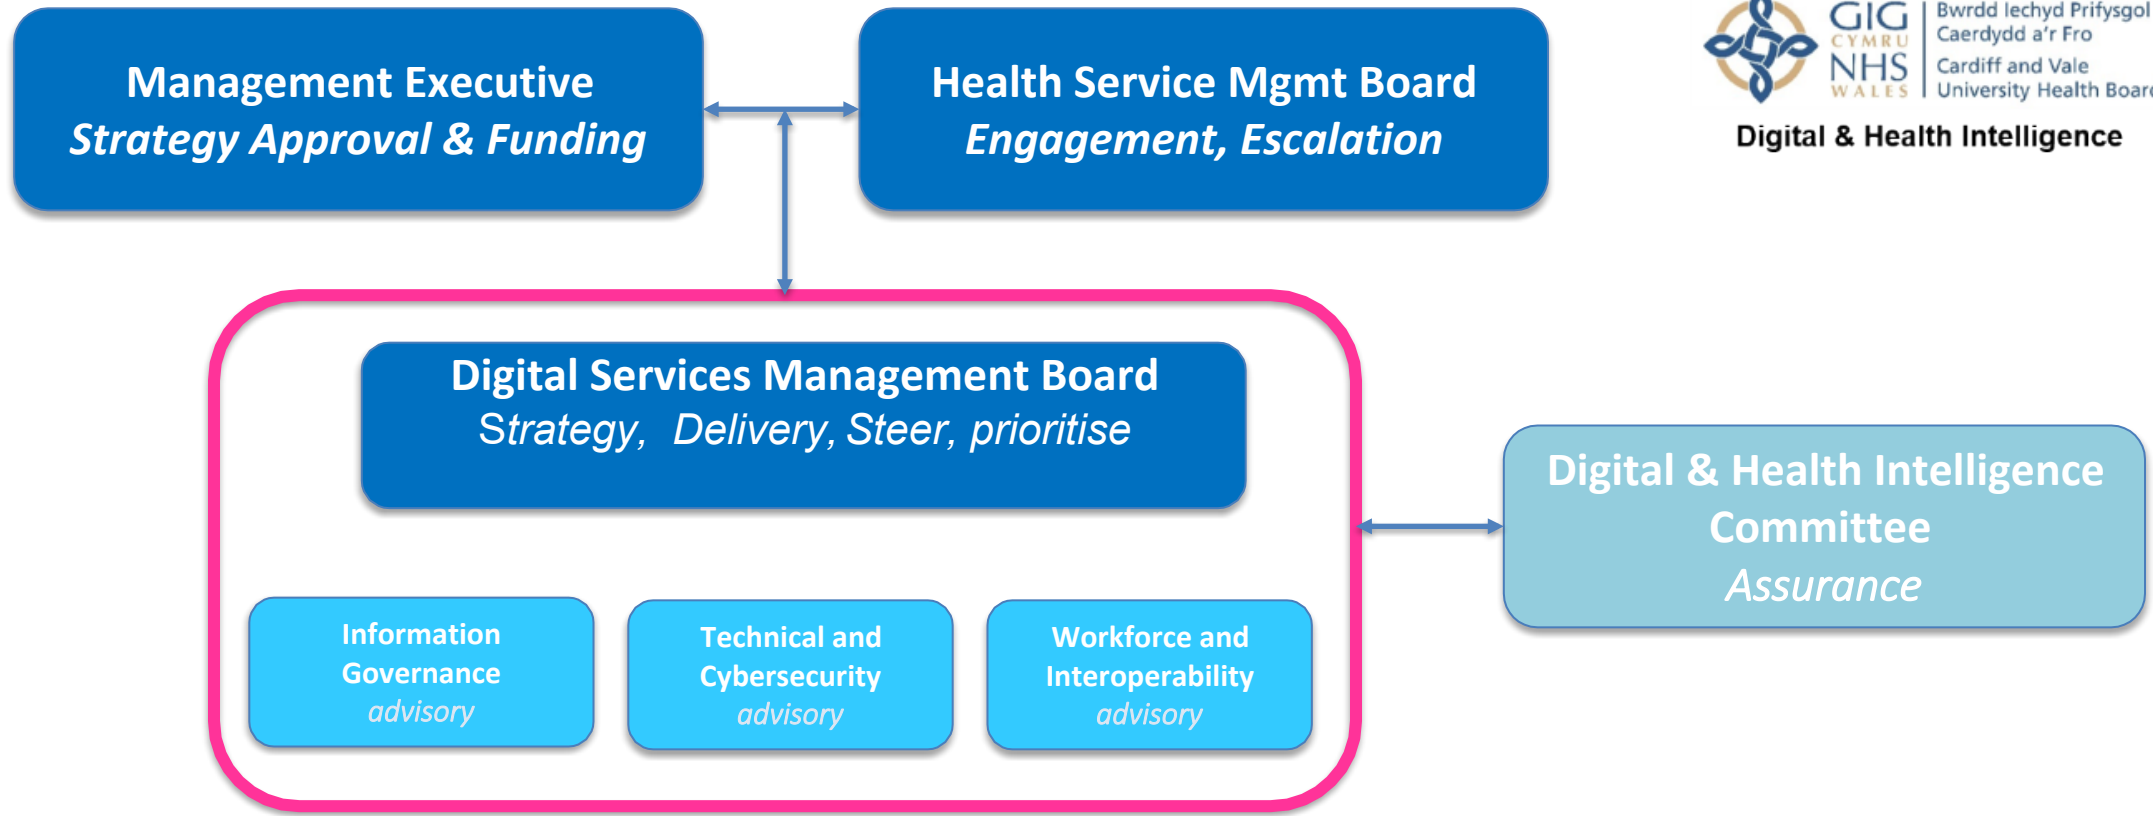 Management Executive
Strategy Approval & Funding
Health Service Mgmt Board
Engagement, Escalation
GIG
CYMRU
NHS
WALES
Bwrdd Iechyd Prifysgol
Caerdydd a'r Fro
Cardiff and Vale
University Health Board
Digital & Health Intelligence
Digital Services Management Board
Strategy, Delivery, Steer, prioritise
Digital & Health Intelligence
Committee
Assurance
Information
Governance
advisory
Technical and
Cybersecurity
advisory
Workforce and
Interoperability
advisory